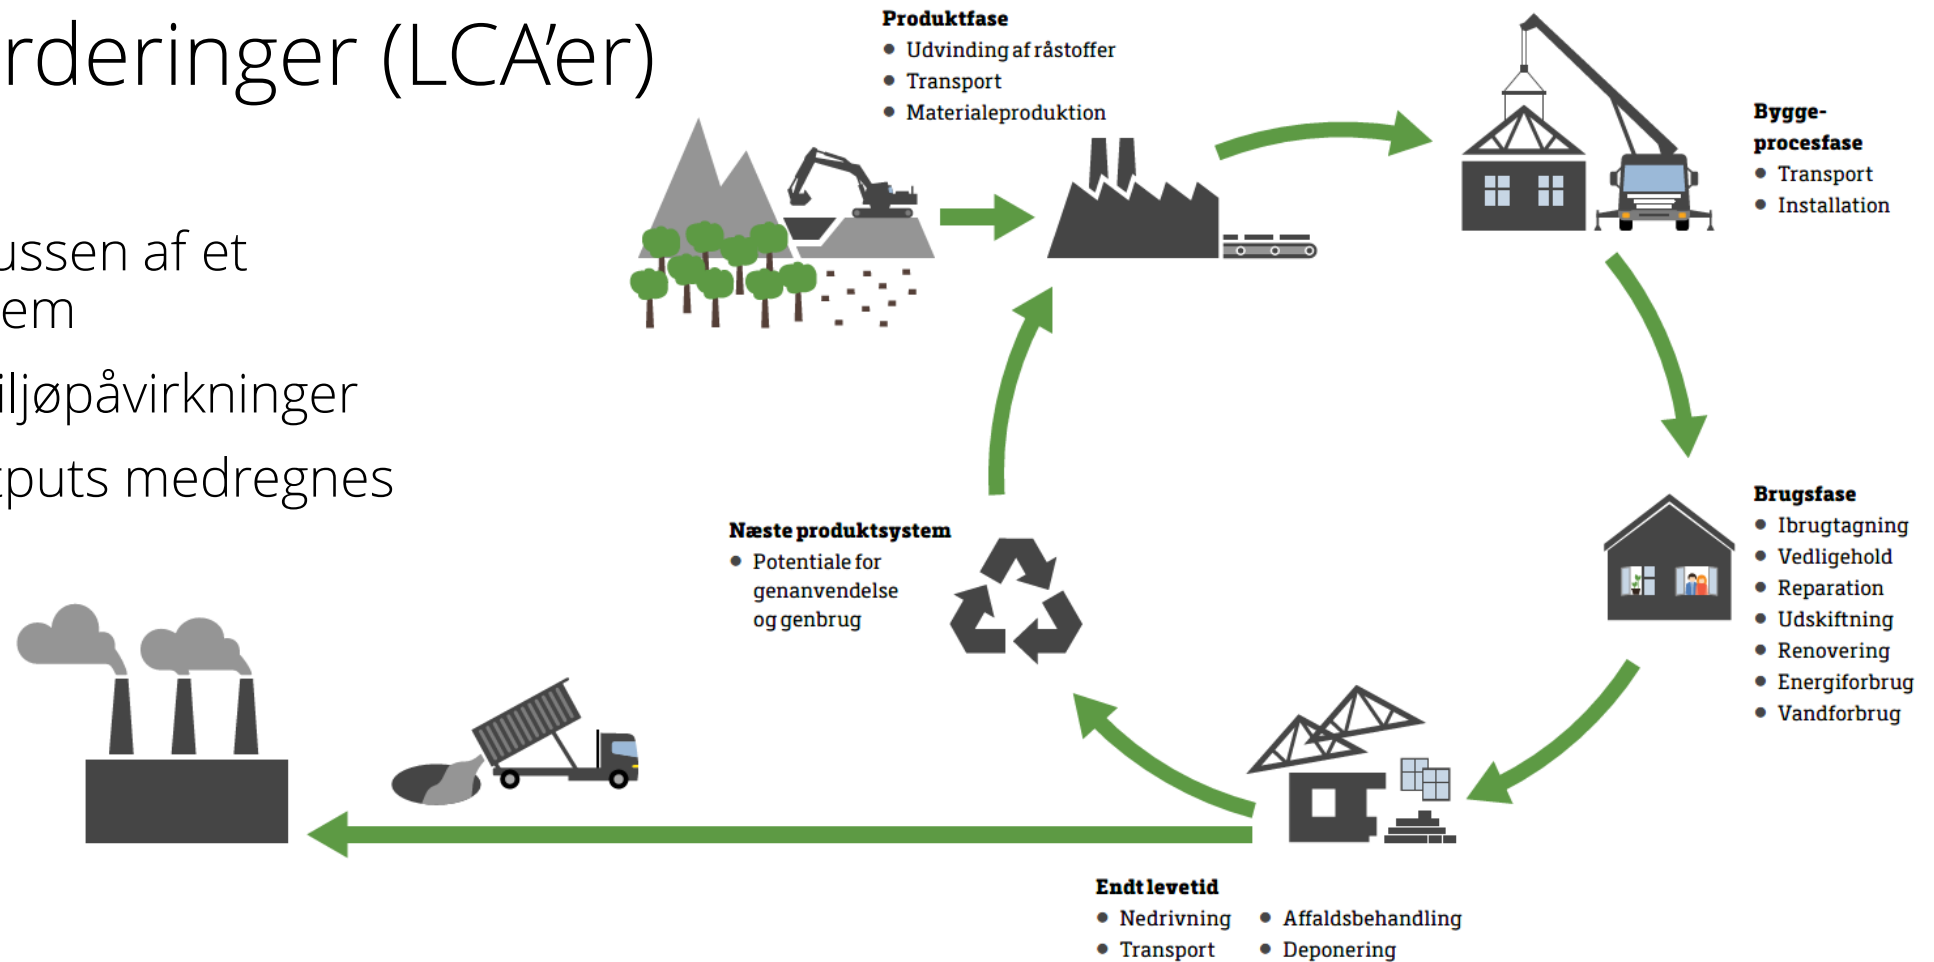 rderinger (LCA'er)
ussen af et
em
iljøpåvirkninger
tputs medregnes
Produktfase
• Udvinding af råstoffer
• Transport
• Materialeproduktion
Bygge-
procesfase
• Transport
• Installation
Brugsfase
• Ibrugtagning
• Vedligehold
• Reparation
• Udskiftning
• Renovering
• Energiforbrug
• Vandforbrug
Næste produktsystem
• Potentiale for
genanvendelse
og genbrug
Endt levetid
• Nedrivning • Affaldsbehandling
• Transport • Deponering